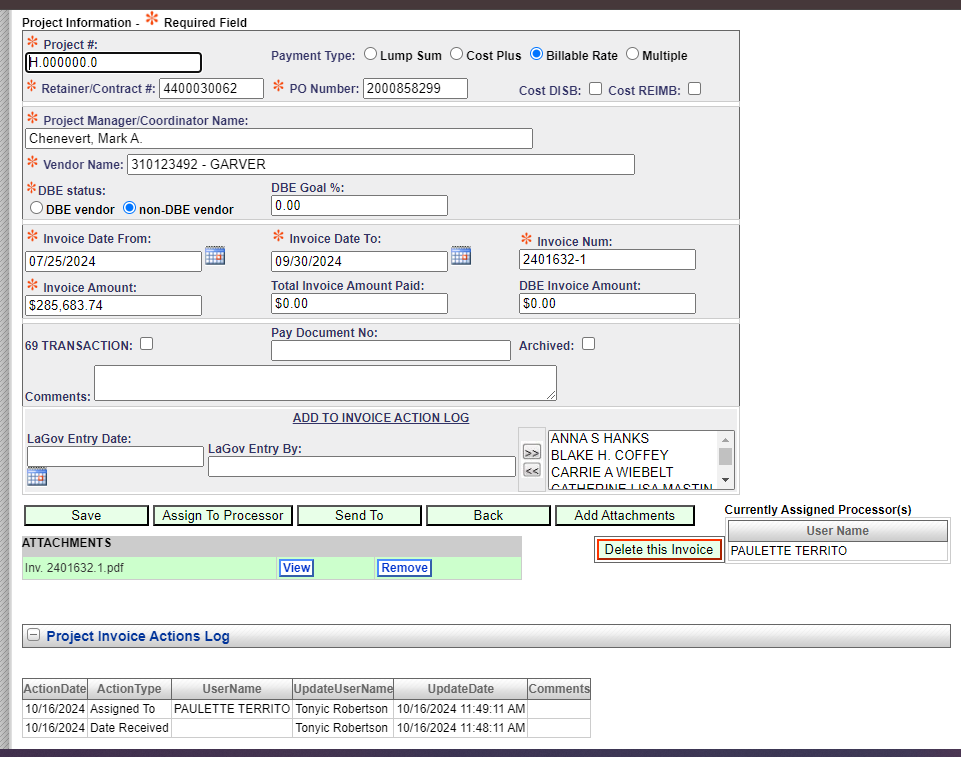 Project Information - * Required Field
* Project #:
H.000000.0
Payment Type: Lump Sum Cost Plus Billable Rate Multiple
* Retainer/Contract #: 4400030062 * PO Number: 2000858299 Cost DISB: Cost REIMB:
* Project Manager/Coordinator Name:
Chenevert, Mark A.
* Vendor Name: 310123492 - GARVER
*DBE status:
DBE vendor non-DBE vendor
DBE Goal %:
0.00
* Invoice Date From: * Invoice Date To: * Invoice Num:
07/25/2024 09/30/2024 2401632-1
* Invoice Amount: Total Invoice Amount Paid: DBE Invoice Amount:
$285,683.74 $0.00 $0.00
69 TRANSACTION: Pay Document No: Archived:
Comments:
ADD TO INVOICE ACTION LOG
LaGov Entry Date: LaGov Entry By:
>>
<<
ANNA S HANKS
BLAKE H. COFFEY
CARRIE A WIEBELT
CATHERINE LISA MASTIN
Save Assign To Processor Send To Back Add Attachments
Currently Assigned Processor(s)
User Name
PAULETTE TERRITO
Delete this Invoice
ATTACHMENTS
Inv. 2401632.1.pdf View Remove
Project Invoice Actions Log
ActionDate ActionType UserName UpdateUserName UpdateDate Comments
10/16/2024 Assigned To PAULETTE TERRITO Tonyic Robertson 10/16/2024 11:49:11 AM
10/16/2024 Date Received Tonyic Robertson 10/16/2024 11:48:11 AM